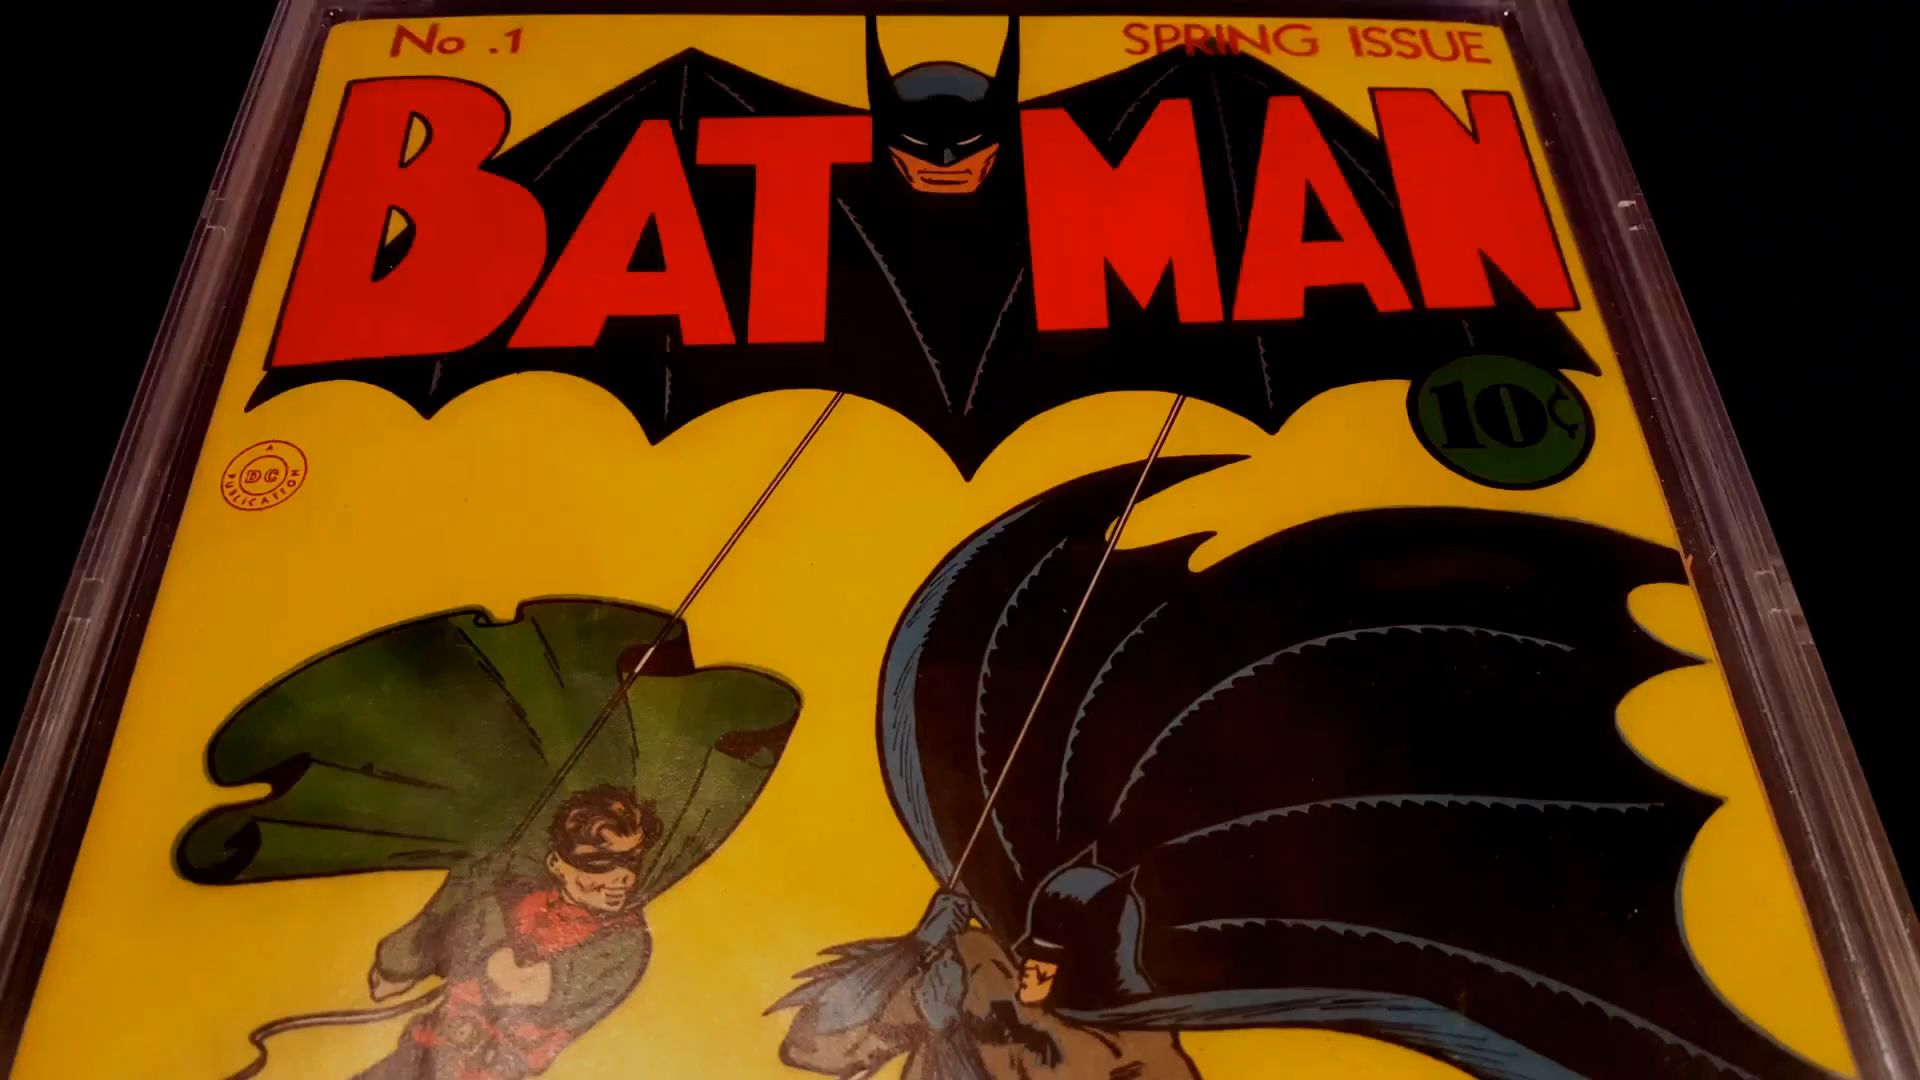 No .1
SPRING ISSUE
BATMAN
10¢
A
DC
PUBLICATION